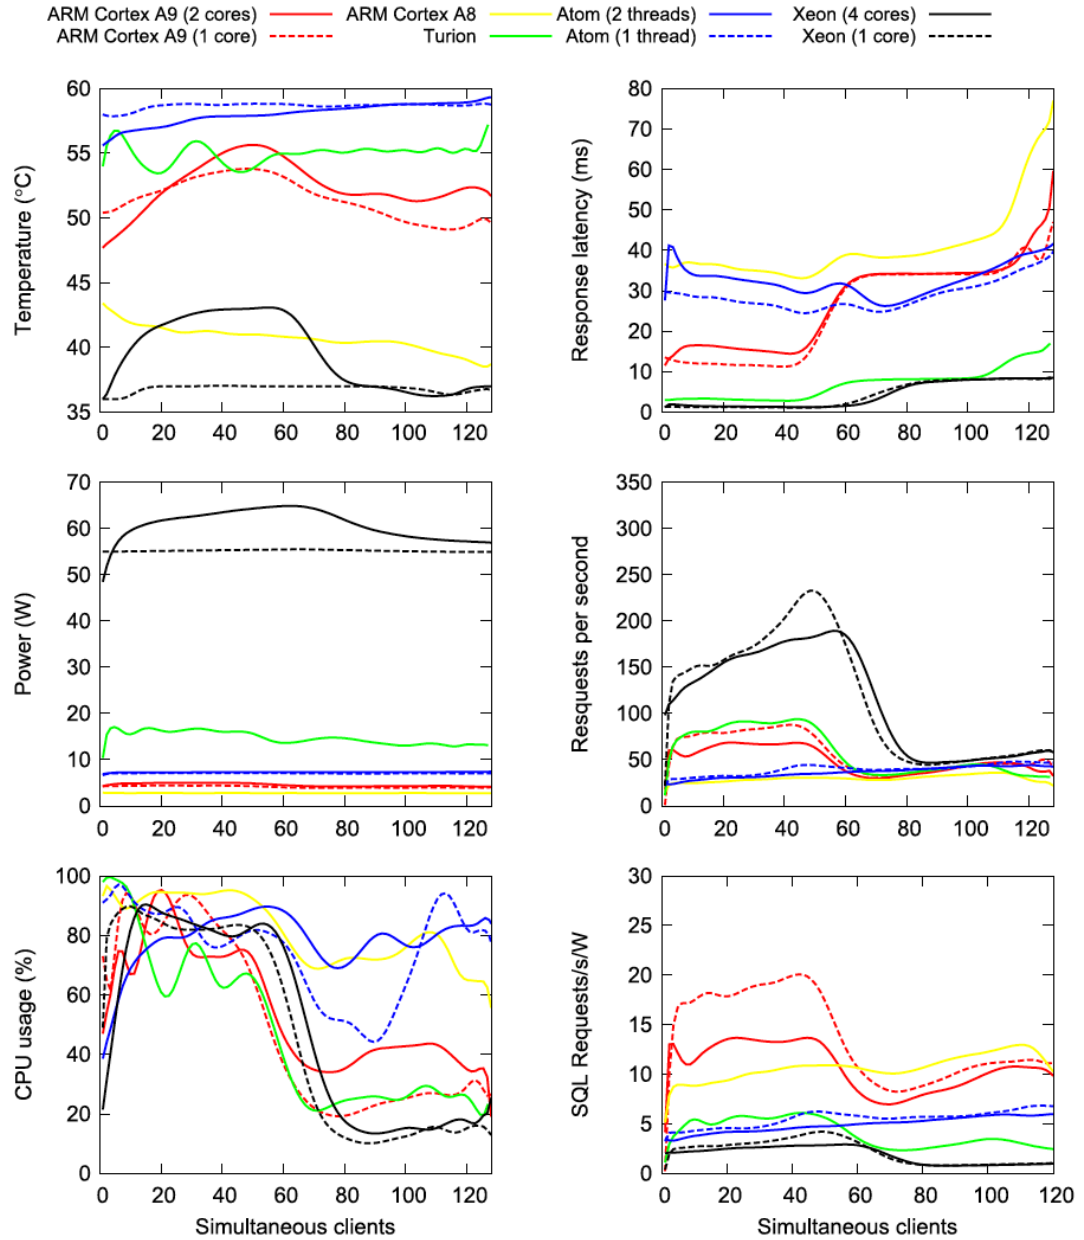 ARM Cortex A9 (2 cores) ARM Cortex A8 Atom (2 threads) Xeon (4 cores)
ARM Cortex A9 (1 core) Turion Atom (1 thread) Xeon (1 core)
Temperature (°C)
60
55
50
45
40
35
0 20 40 60 80 100 120
Response latency (ms)
80
70
60
50
40
30
20
10
0
0 20 40 60 80 100 120
Power (W)
70
60
50
40
30
20
10
0
0 20 40 60 80 100 120
Resquests per second
350
300
250
200
150
100
50
0
0 20 40 60 80 100 120
CPU usage (%)
100
80
60
40
20
0
0 20 40 60 80 100 120
Simultaneous clients
SQL Requests/s/W
30
25
20
15
10
5
0
0 20 40 60 80 100 120
Simultaneous clients